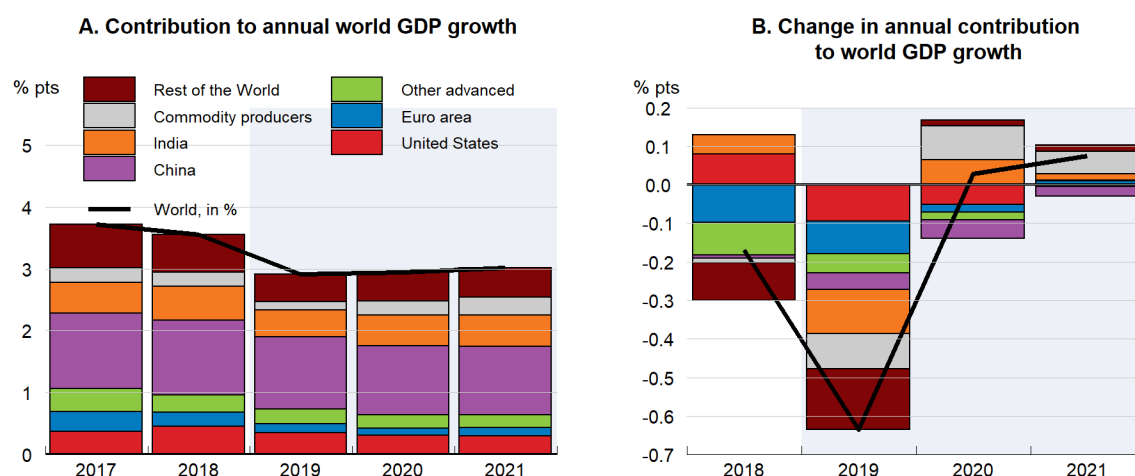 A. Contribution to annual world GDP growth
% pts
Rest of the World
Other advanced
Commodity producers
Euro area
India
United States
China
World, in %
5
4
3
2
1
0
2017 2018 2019 2020 2021
B. Change in annual contribution
to world GDP growth
% pts
0.2
0.1
0.0
-0.1
-0.2
-0.3
-0.4
-0.5
-0.6
-0.7
2018 2019 2020 2021